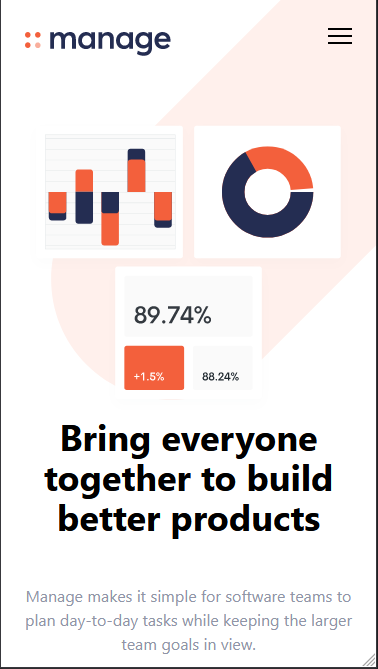 manage
89.74%
+1.5%
88.24%
Bring everyone
together to build
better products
Manage makes it simple for software teams to
plan day-to-day tasks while keeping the larger
team goals in view.